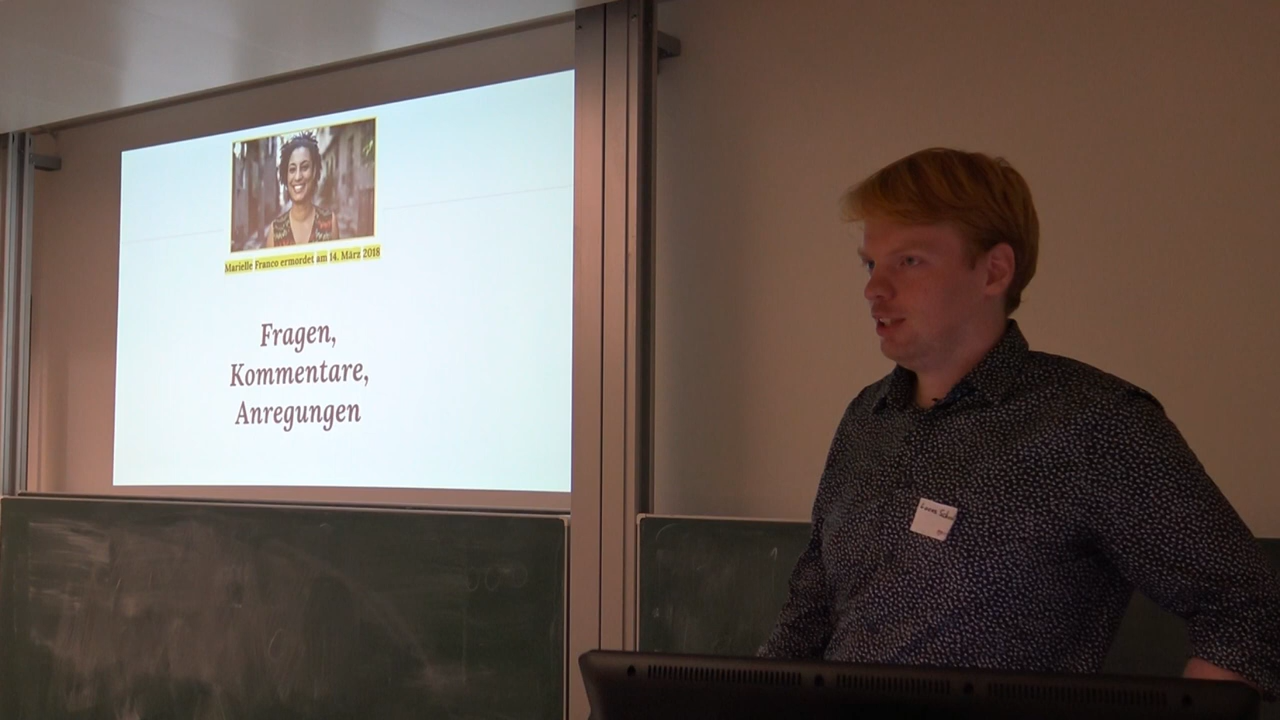 Marielle Franco ermordet am 14. März 2018
Fragen,
Kommentare,
Anregungen